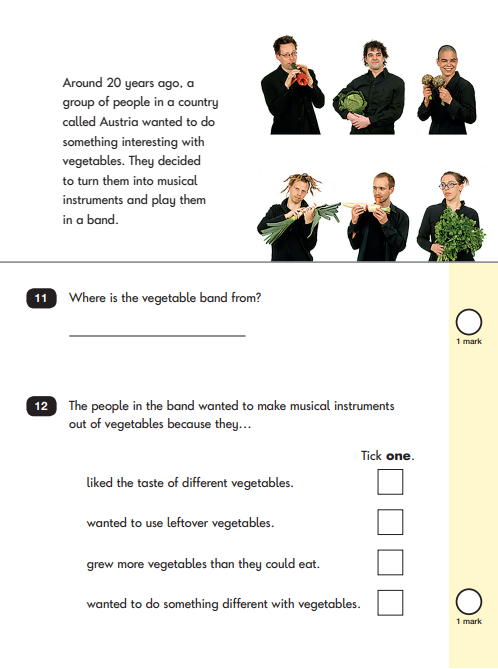 Around 20 years ago, a
group of people in a country
called Austria wanted to do
something interesting with
vegetables. They decided
to turn them into musical
instruments and play them
in a band.
11 Where is the vegetable band from?
1 mark
12 The people in the band wanted to make musical instruments
out of vegetables because they…
Tick one.
liked the taste of different vegetables.
wanted to use leftover vegetables.
grew more vegetables than they could eat.
wanted to do something different with vegetables.
1 mark